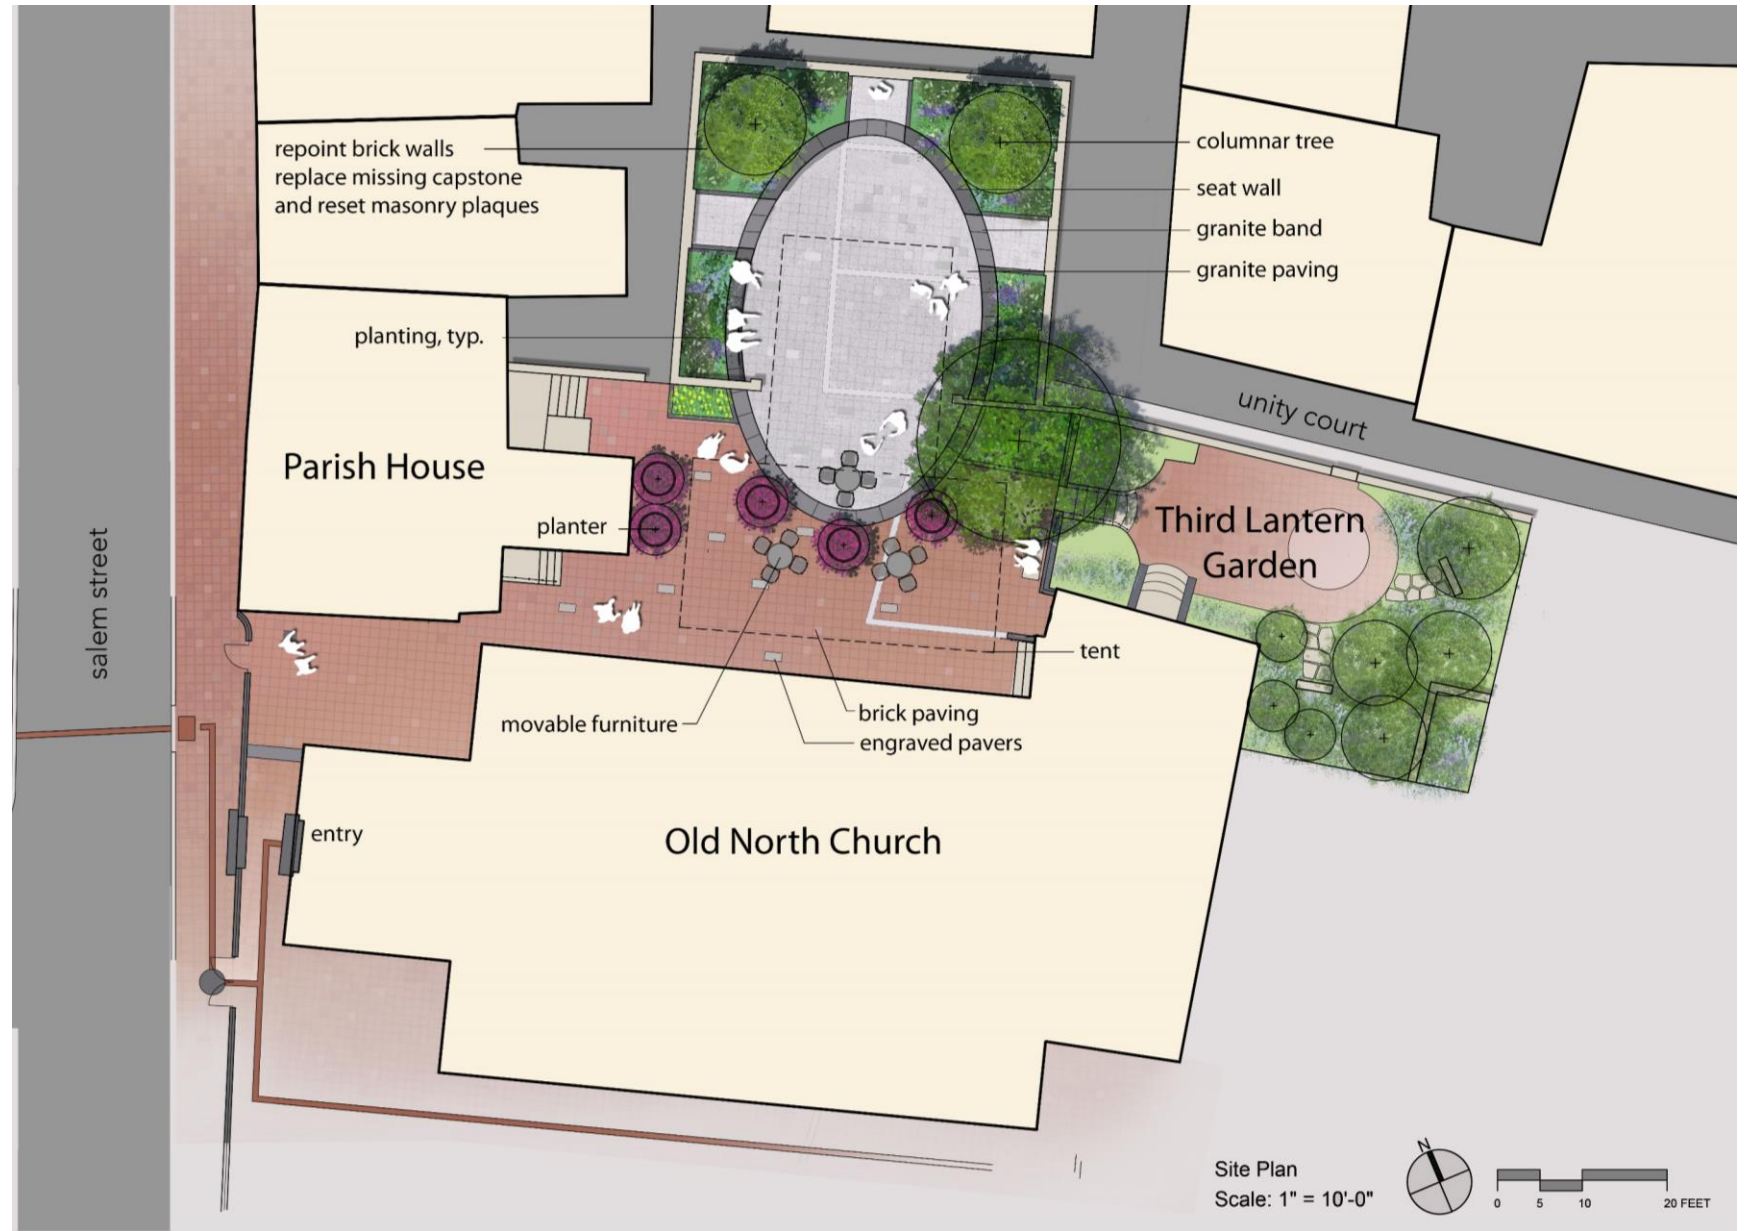 repoint brick walls
replace missing capstone
and reset masonry plaques
columnar tree
seat wall
granite band
granite paving
planting, typ.
unity court
Parish House
planter
Third Lantern
Garden
salem street
tent
movable furniture
brick paving
engraved pavers
entry
Old North Church
Site Plan
Scale: 1" = 10'-0"
N
0 5 10 20 FEET